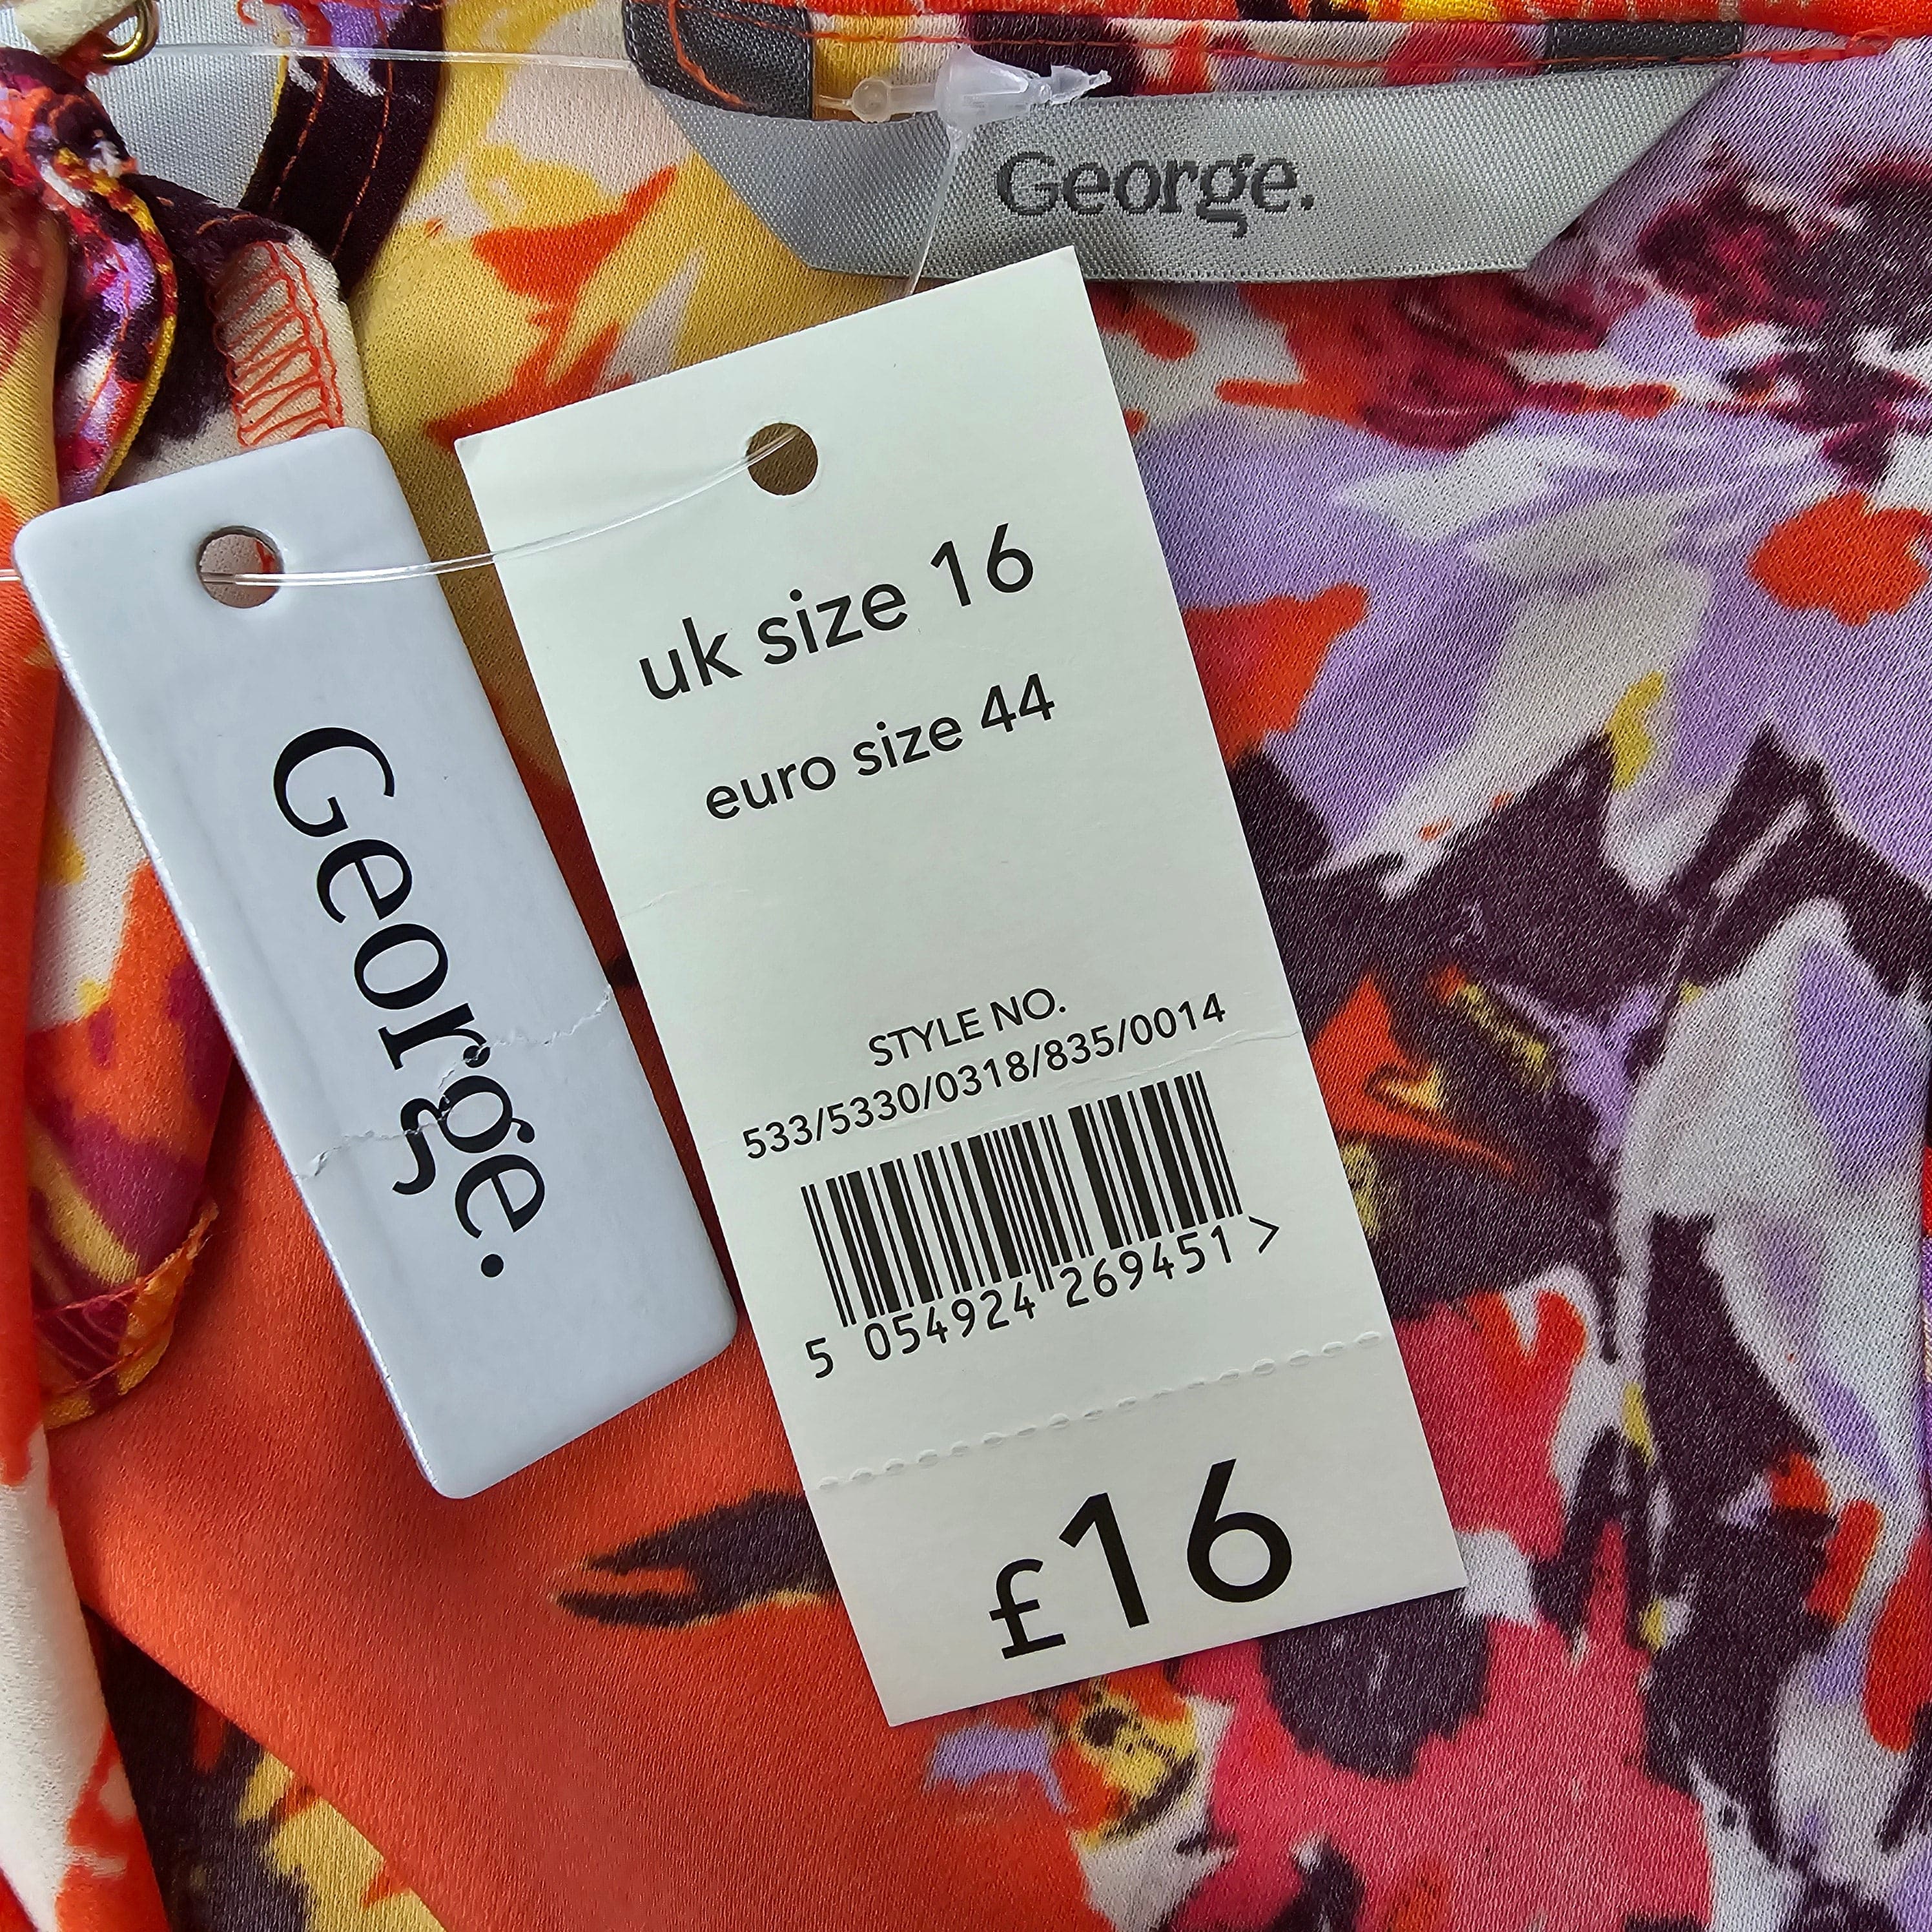 George.
George.
uk size 16
euro size 44
STYLE NO.
533/5330/0318/835/0014
5 054924 269451 >
£16